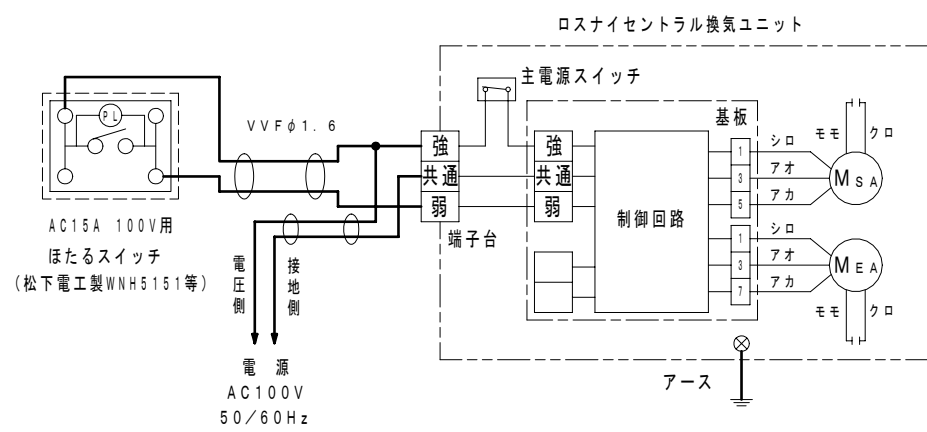 ロスナイセントラル換気ユニット
主電源スイッチ
基板
PL
VVFφ1.6
強
共通
弱
強
共通
弱
端子台
制御回路
1
3
5
1
3
7
シロ
アオ
アカ
シロ
アオ
アカ
モモ
クロ
MSA
MEA
モモ
クロ
AC15A 100V用
ほたるスイッチ
(松下電工製WNH5151等)
電圧側
接地側
電源
AC100V
50/60Hz
アース